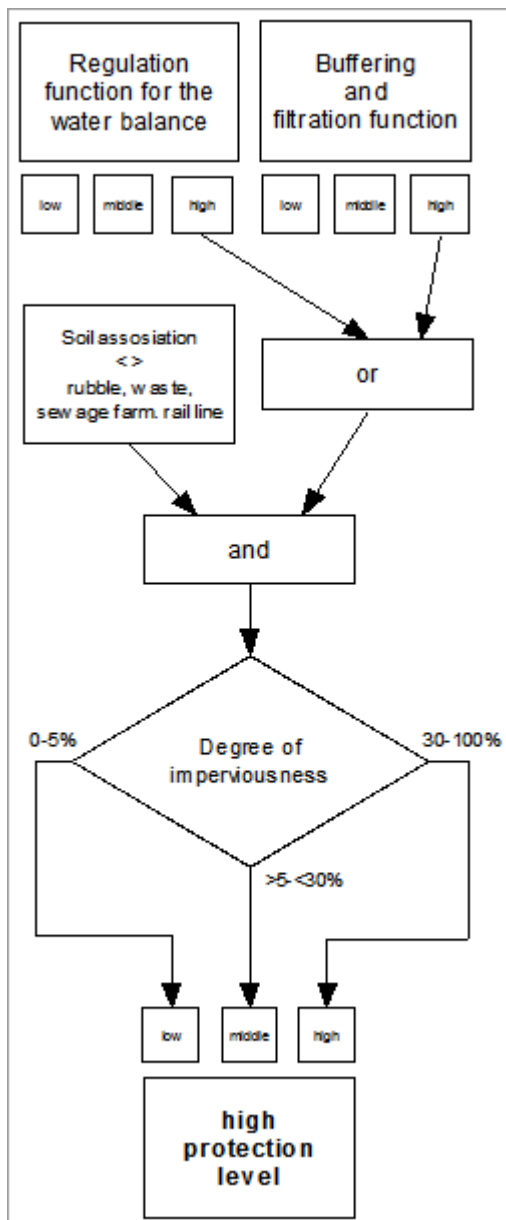 Regulation
function for the
water balance
Buffering
and
filtration function
low
middle
high
low
middle
high
Soil assosiation
<>
rubble, waste,
sewage farm. rail line
or
and
0-5%
Degree of
imperviousness
30-100%
>5-<30%
low
middle
high
high
protection
level